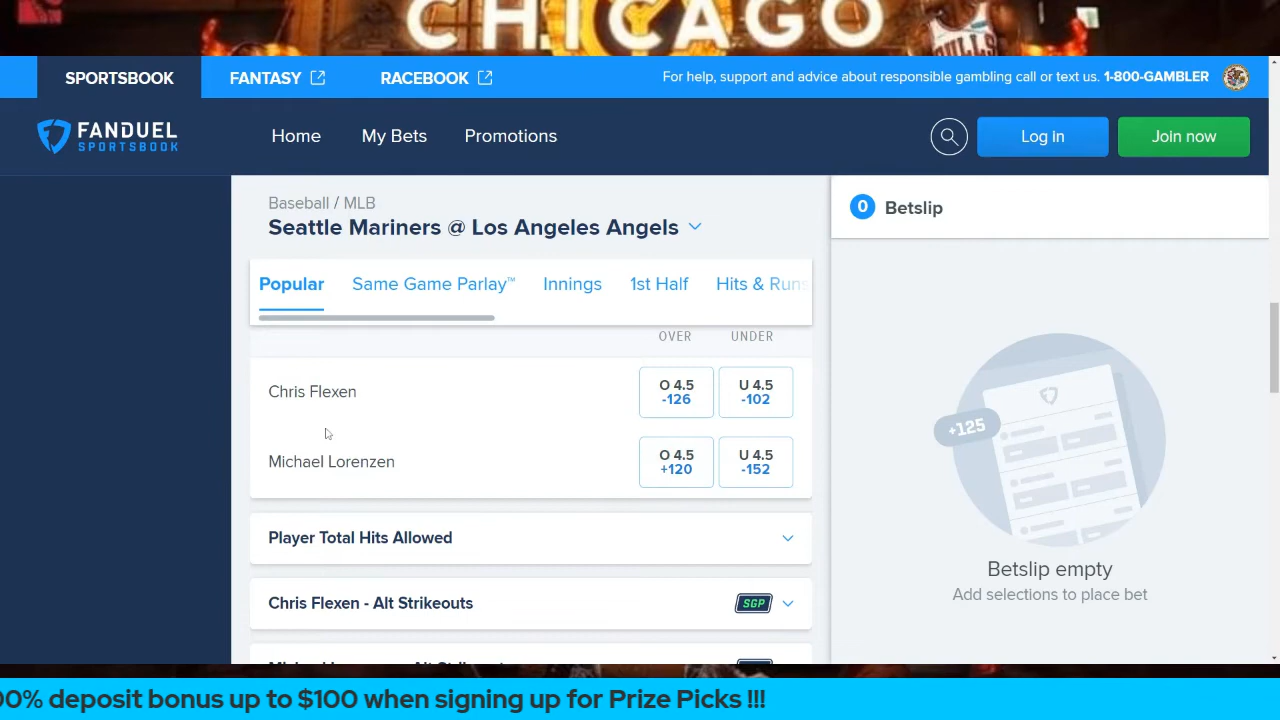 CHICAGO
BULLS
SPORTSBOOK FANTASY RACEBOOK For help, support and advice about responsible gambling call or text us. 1-800-GAMBLER
FANDUEL
SPORTSBOOK
Home My Bets Promotions Log in Join now
Baseball / MLB
Seattle Mariners @ Los Angeles Angels
0 Betslip
Popular Same Game Parlay™ Innings 1st Half Hits & Runs
OVER UNDER
Chris Flexen O 4.5 -126 U 4.5 -102
Michael Lorenzen O 4.5 +120 U 4.5 -152
+125
Player Total Hits Allowed
Betslip empty
Add selections to place bet
Chris Flexen - Alt Strikeouts SGP
00% deposit bonus up to $100 when signing up for Prize Picks !!!